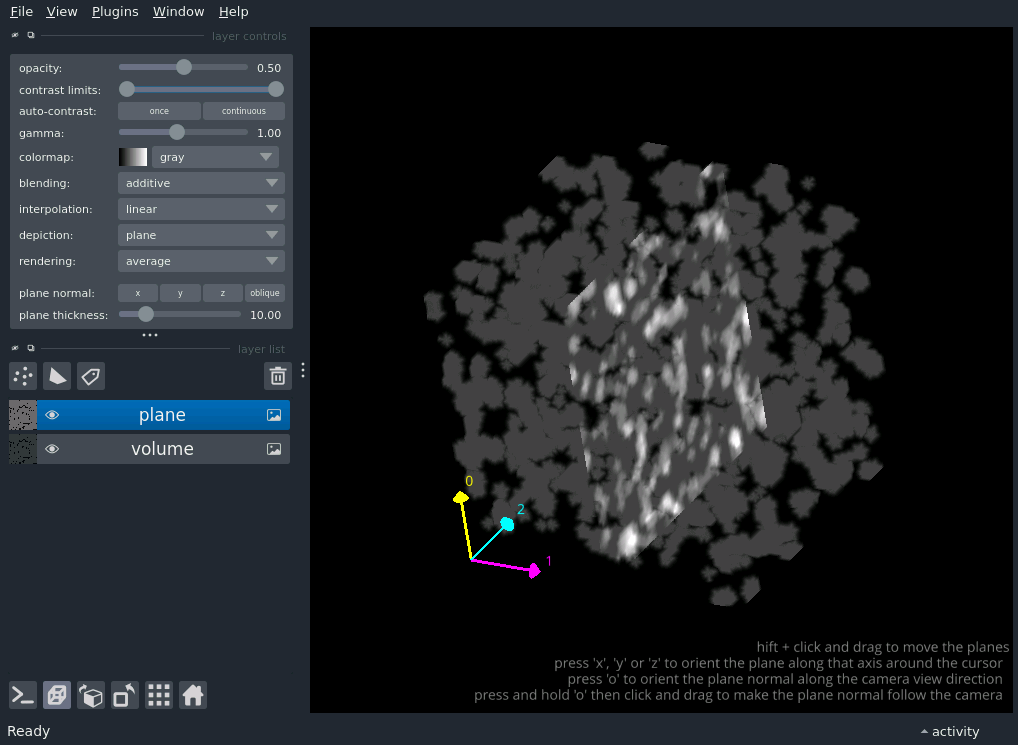 File View Plugins Window Help
layer controls
opacity: 0.50
contrast limits:
auto-contrast: once continuous
gamma: 1.00
colormap: gray
blending: additive
interpolation: linear
depiction: plane
rendering: average
plane normal: x y z oblique
plane thickness: 10.00
layer list
plane
volume
0
2
1
hift + click and drag to move the planes
press 'x', 'y' or 'z' to orient the plane along that axis around the cursor
press 'o' to orient the plane normal along the camera view direction
press and hold 'o' then click and drag to make the plane normal follow the camera
Ready
activity